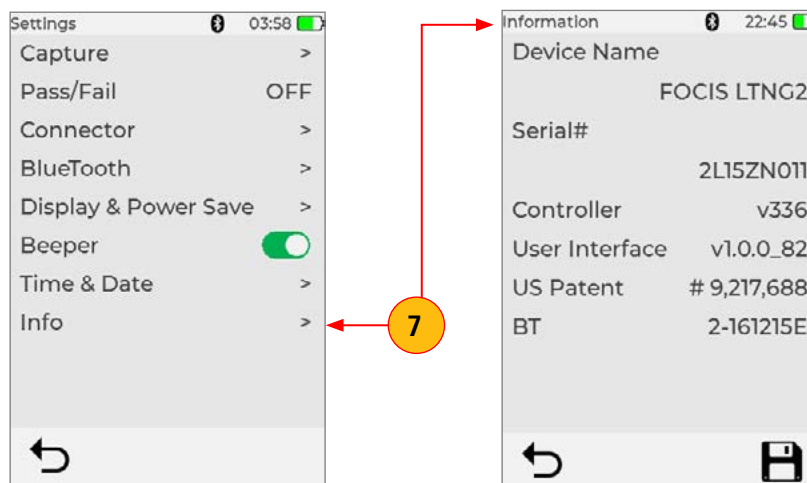 Settings 03:58
Capture >
Pass/Fail OFF
Connector >
BlueTooth >
Display & Power Save >
Beeper
Time & Date >
Info >
7
Information 22:45
Device Name
FOCIS LTNG2
Serial#
2L15ZN011
Controller v336
User Interface v1.0.0_82
US Patent # 9,217,688
BT 2-161215E